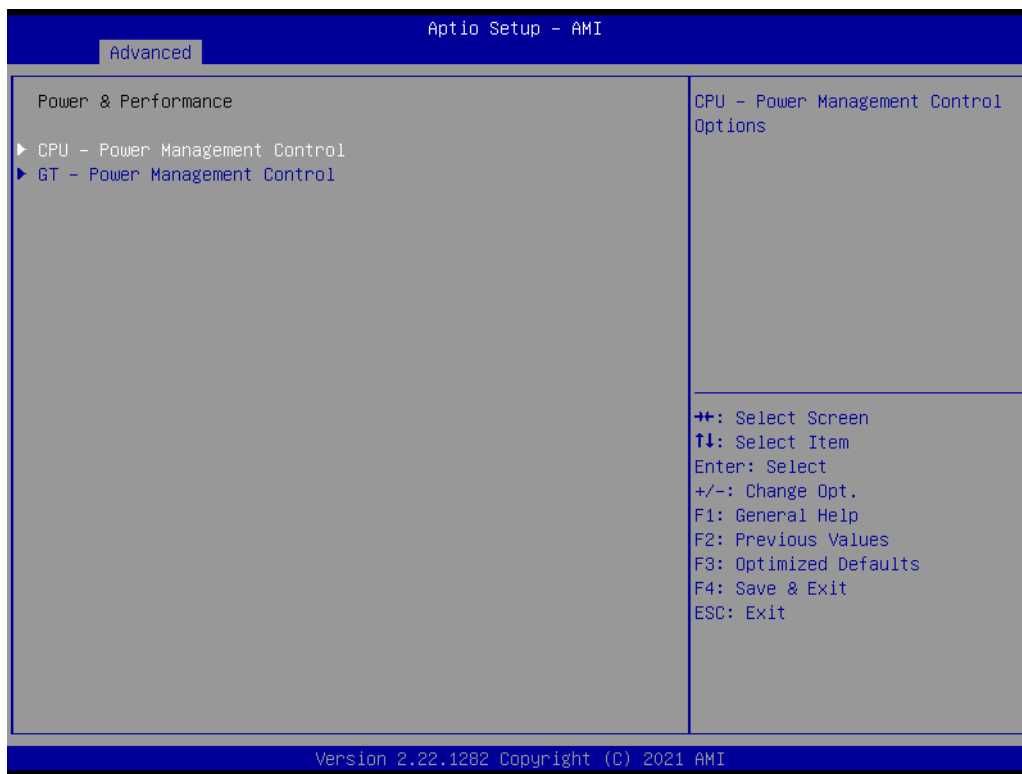 Aptio Setup – AMI
Advanced
Power & Performance
▶ CPU – Power Management Control
▶ GT – Power Management Control
CPU – Power Management Control
Options
→←: Select Screen
↑↓: Select Item
Enter: Select
+/-: Change Opt.
F1: General Help
F2: Previous Values
F3: Optimized Defaults
F4: Save & Exit
ESC: Exit
Version 2.22.1282 Copyright (C) 2021 AMI